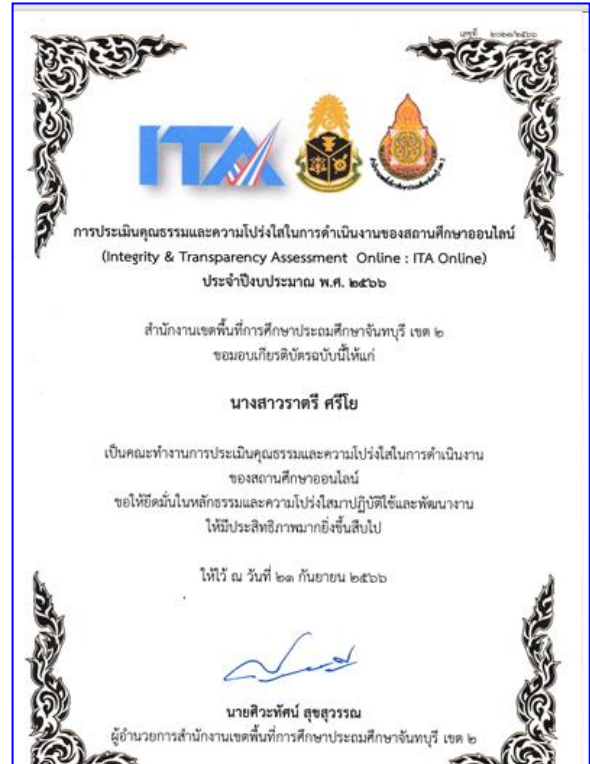 เลขที่
ITA
การประเมินคุณธรรมและความโปร่งใสในการดำเนินงานของสถานศึกษาออนไลน์
(Integrity & Transparency Assessment Online : ITA Online)
ประจำปีงบประมาณ พ.ศ. ๒๕๖๖
สำนักงานเขตพื้นที่การศึกษาประถมศึกษาจันทบุรี เขต ๒
ขอมอบเกียรติบัตรฉบับนี้ให้แก่
นางสาวราตรี ศรีโย
เป็นคณะทำงานการประเมินคุณธรรมและความโปร่งใสในการดำเนินงาน
ของสถานศึกษาออนไลน์
ขอให้ยึดมั่นในหลักธรรมและความโปร่งใสมาปฏิบัติใช้และพัฒนางาน
ให้มีประสิทธิภาพมากยิ่งขึ้นสืบไป
ให้ไว้ ณ วันที่ ๒๑ กันยายน ๒๕๖๖
นายศิวะทัศน์ สุขสุวรรณ
ผู้อำนวยการสำนักงานเขตพื้นที่การศึกษาประถมศึกษาจันทบุรี เขต ๒